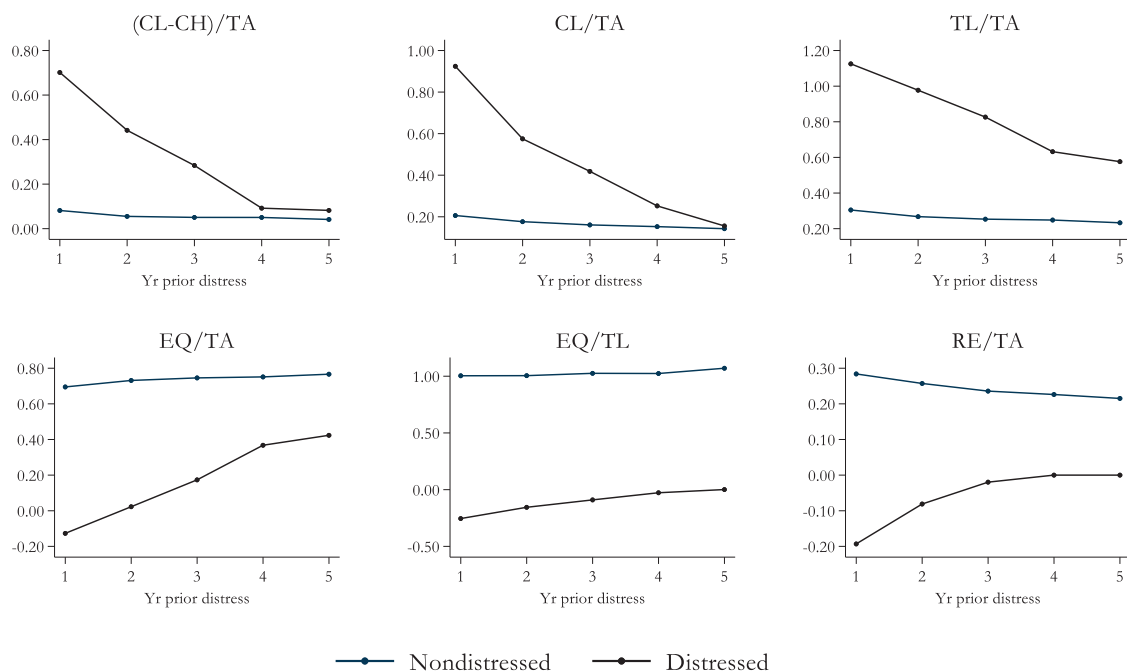 (CL-CH)/TA
0.80
0.60
0.40
0.20
0.00
1 2 3 4 5
Yr prior distress
CL/TA
1.00
0.80
0.60
0.40
0.20
1 2 3 4 5
Yr prior distress
TL/TA
1.20
1.00
0.80
0.60
0.40
0.20
1 2 3 4 5
Yr prior distress
EQ/TA
0.80
0.60
0.40
0.20
0.00
-0.20
1 2 3 4 5
Yr prior distress
EQ/TL
1.00
0.50
0.00
-0.50
1 2 3 4 5
Yr prior distress
RE/TA
0.30
0.20
0.10
0.00
-0.10
-0.20
1 2 3 4 5
Yr prior distress
Nondistressed Distressed